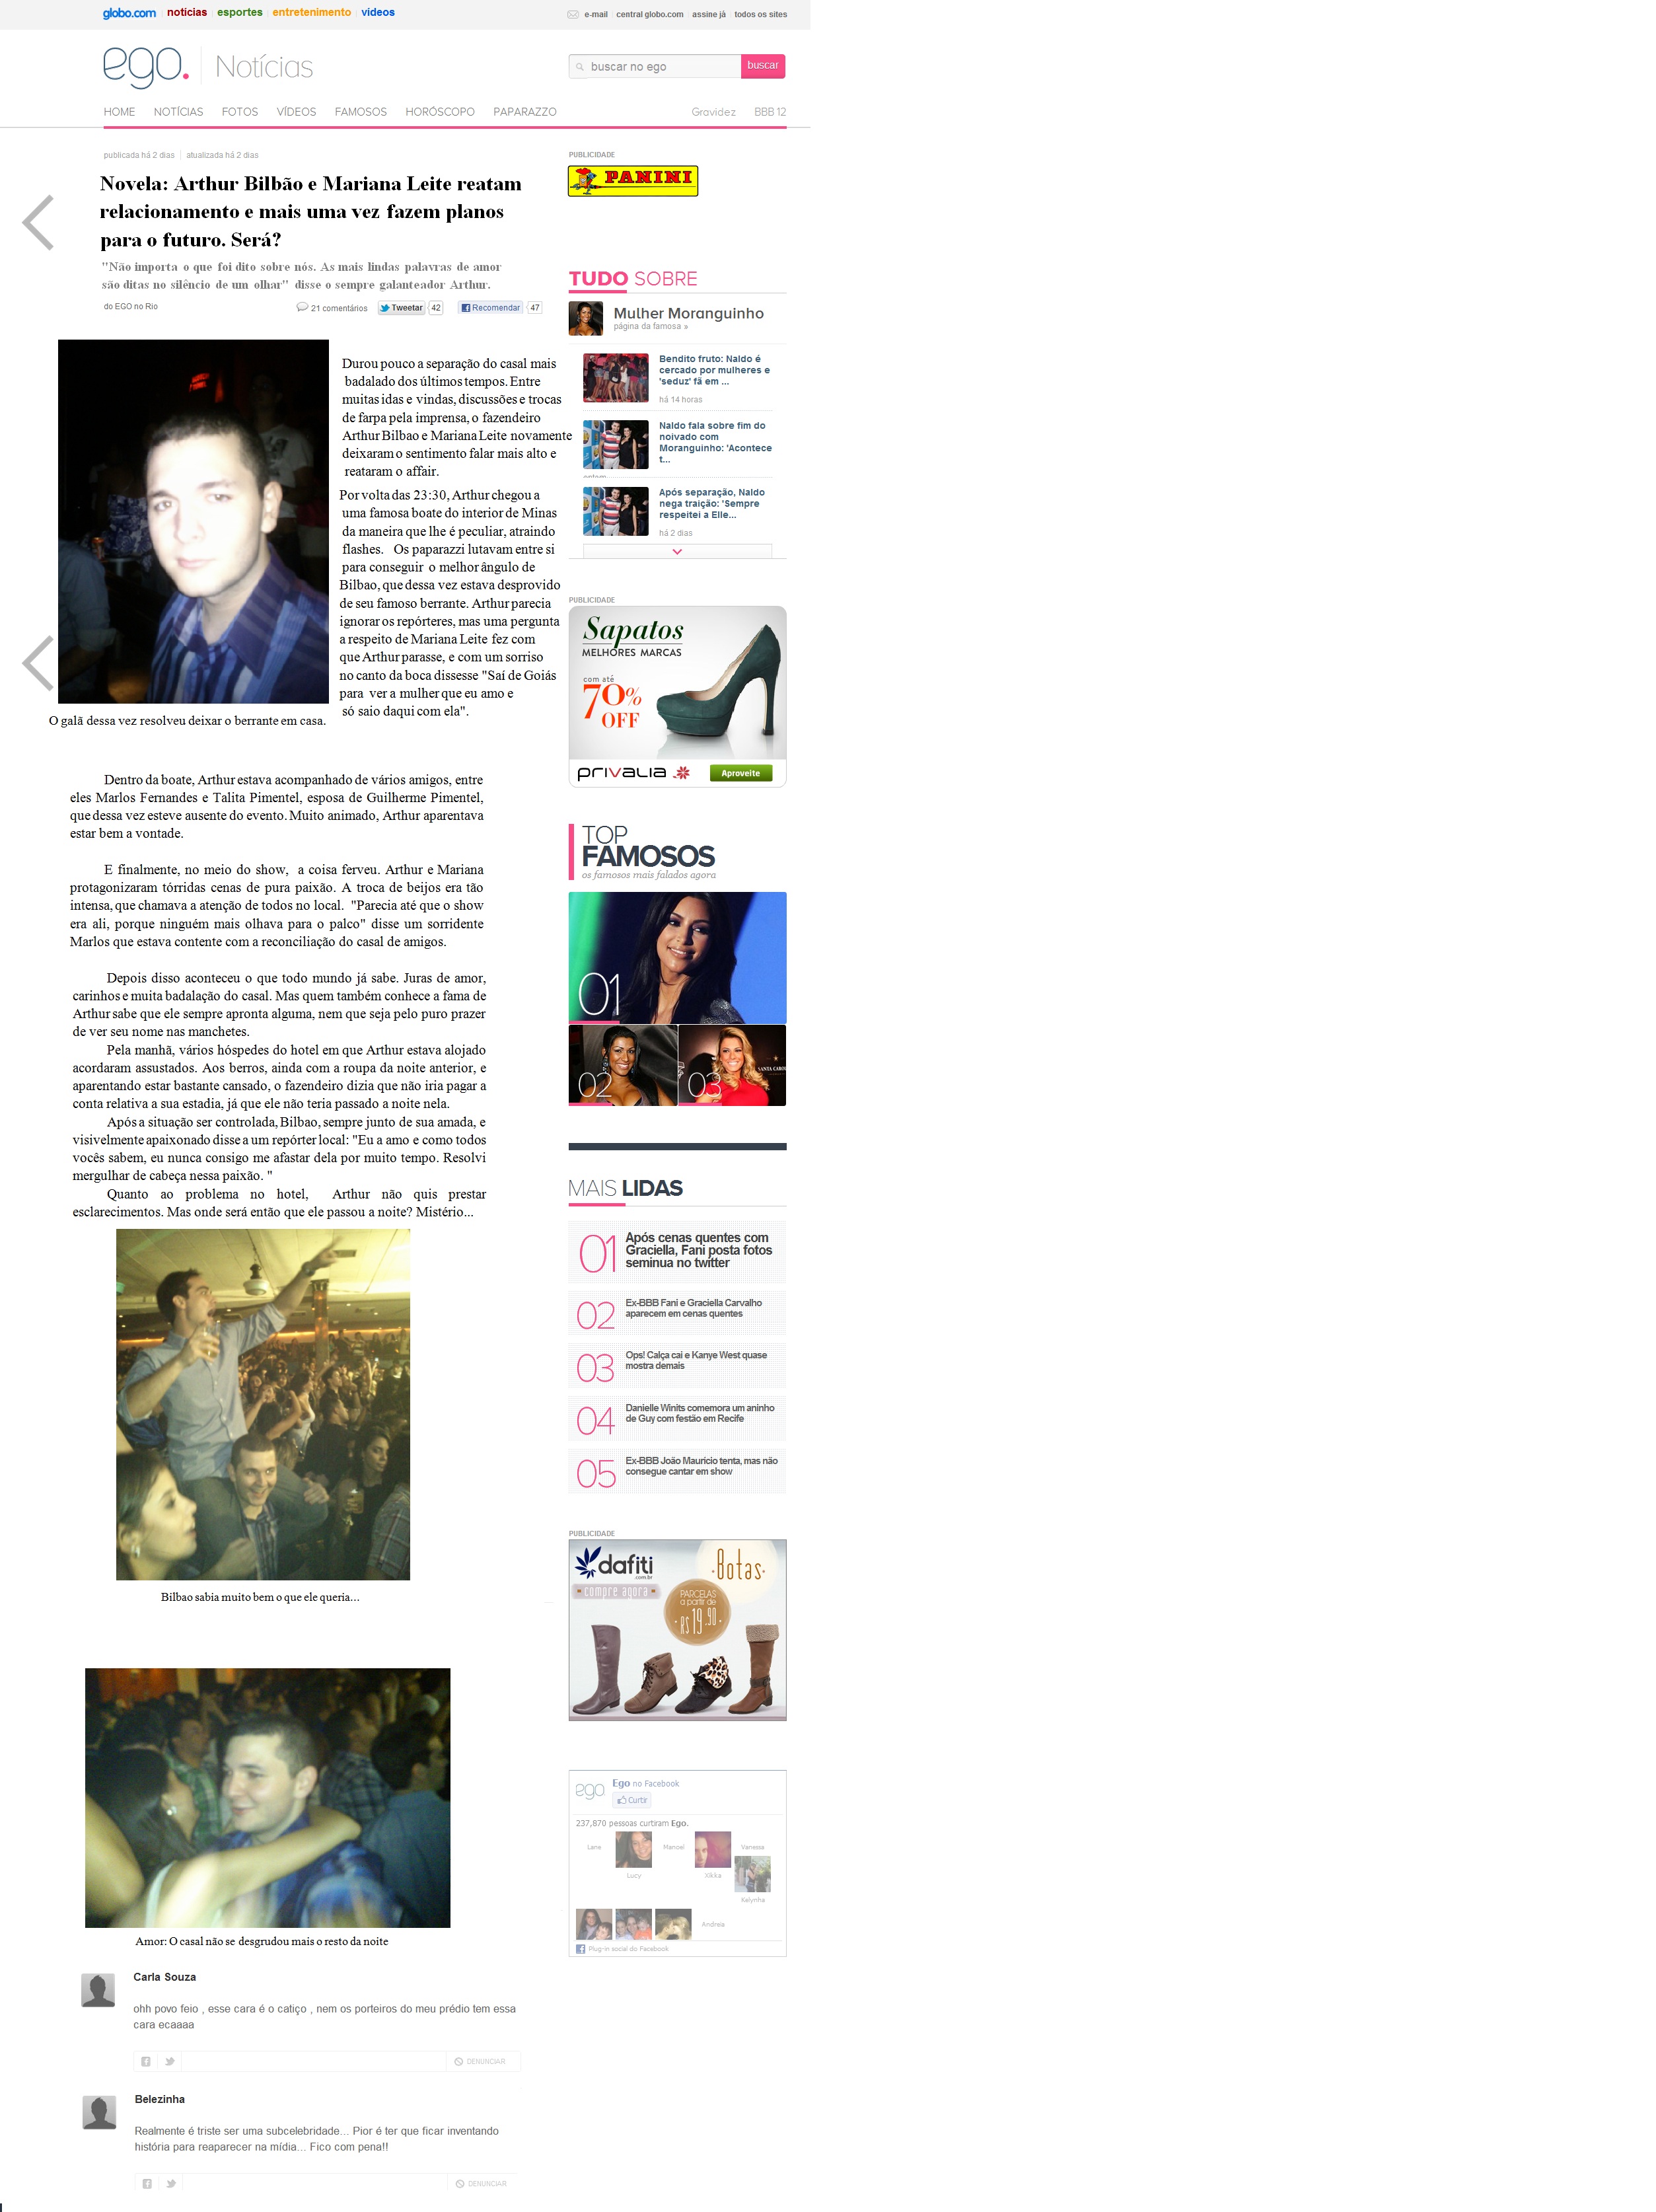 globo.com notícias esportes entretenimento vídeos
e-mail central globo.com assine já todos os sites
ego. Notícias
buscar no ego buscar
HOME NOTÍCIAS FOTOS VÍDEOS FAMOSOS HORÓSCOPO PAPARAZZO Gravidez BBB 12
publicada há 2 dias atualizada há 2 dias
Novela: Arthur Bilbão e Mariana Leite reatam
relacionamento e mais uma vez fazem planos
para o futuro. Será?
"Não importa o que foi dito sobre nós. As mais lindas palavras de amor
são ditas no silêncio de um olhar" disse o sempre galanteador Arthur.
do EGO no Rio
21 comentários Tweetar 42 Recomendar 47
Durou pouco a separação do casal mais
badalado dos últimos tempos. Entre
muitas idas e vindas, discussões e trocas
de farpa pela imprensa, o fazendeiro
Arthur Bilbao e Mariana Leite novamente
deixaram o sentimento falar mais alto e
reataram o affair.
Por volta das 23:30, Arthur chegou a
uma famosa boate do interior de Minas
da maneira que lhe é peculiar, atraindo
flashes. Os paparazzi lutavam entre si
para conseguir o melhor ângulo de
Bilbao, que dessa vez estava desprovido
de seu famoso berrante. Arthur parecia
ignorar os repórteres, mas uma pergunta
a respeito de Mariana Leite fez com
que Arthur parasse, e com um sorriso
no canto da boca dissesse "Saí de Goiás
para ver a mulher que eu amo e
só saio daqui com ela".
O galã dessa vez resolveu deixar o berrante em casa.
Dentro da boate, Arthur estava acompanhado de vários amigos, entre
eles Marlos Fernandes e Talita Pimentel, esposa de Guilherme Pimentel,
que dessa vez esteve ausente do evento. Muito animado, Arthur aparentava
estar bem a vontade.
E finalmente, no meio do show, a coisa ferveu. Arthur e Mariana
protagonizaram tórridas cenas de pura paixão. A troca de beijos era tão
intensa, que chamava a atenção de todos no local. "Parecia até que o show
era ali, porque ninguém mais olhava para o palco" disse um sorridente
Marlos que estava contente com a reconciliação do casal de amigos.
Depois disso aconteceu o que todo mundo já sabe. Juras de amor,
carinhos e muita badalação do casal. Mas quem também conhece a fama de
Arthur sabe que ele sempre apronta alguma, nem que seja pelo puro prazer
de ver seu nome nas manchetes.
Pela manhã, vários hóspedes do hotel em que Arthur estava alojado
acordaram assustados. Aos berros, ainda com a roupa da noite anterior, e
aparentando estar bastante cansado, o fazendeiro dizia que não iria pagar a
conta relativa a sua estadia, já que ele não teria passado a noite nela.
Após a situação ser controlada, Bilbao, sempre junto de sua amada, e
visivelmente apaixonado disse a um repórter local: "Eu a amo e como todos
vocês sabem, eu nunca consigo me afastar dela por muito tempo. Resolvi
mergulhar de cabeça nessa paixão. "
Quanto ao problema no hotel, Arthur não quis prestar
esclarecimentos. Mas onde será então que ele passou a noite? Mistério...
Bilbao sabia muito bem o que ele queria...
Amor: O casal não se desgrudou mais o resto da noite
Carla Souza
ohh povo feio , esse cara é o catiço , nem os porteiros do meu prédio tem essa
cara ecaaaa
DENUNCIAR
Belezinha
Realmente é triste ser uma subcelebridade... Pior é ter que ficar inventando
história para reaparecer na mídia... Fico com pena!!
DENUNCIAR
PUBLICIDADE
PANINI
TUDO SOBRE
Mulher Moranguinho
página da famosa »
Bendito fruto: Naldo é
cercado por mulheres e
'seduz' fã em ...
há 14 horas
Naldo fala sobre fim do
noivado com
Moranguinho: 'Acontece
t...
ontem
Após separação, Naldo
nega traição: 'Sempre
respeitei a Elle...
há 2 dias
PUBLICIDADE
Sapatos
MELHORES MARCAS
com até
70%
OFF
privalia Aproveite
TOP
FAMOSOS
os famosos mais falados agora
01
02 03
SANTA CAROL
MAIS LIDAS
01 Após cenas quentes com
Graciella, Fani posta fotos
seminua no twitter
02 Ex-BBB Fani e Graciella Carvalho
aparecem em cenas quentes
03 Ops! Calça cai e Kanye West quase
mostra demais
04 Danielle Winits comemora um aninho
de Guy com festão em Recife
05 Ex-BBB João Maurício tenta, mas não
consegue cantar em show
PUBLICIDADE
dafiti
.com.br
compre agora
Botas
PARCELAS
a partir de
R$19,90
ego Ego no Facebook
Curtir
237,870 pessoas curtiram Ego.
Lane Manoel Vanessa
Lucy Vikka
Kelynha
Andreia
Plug-in social do Facebook